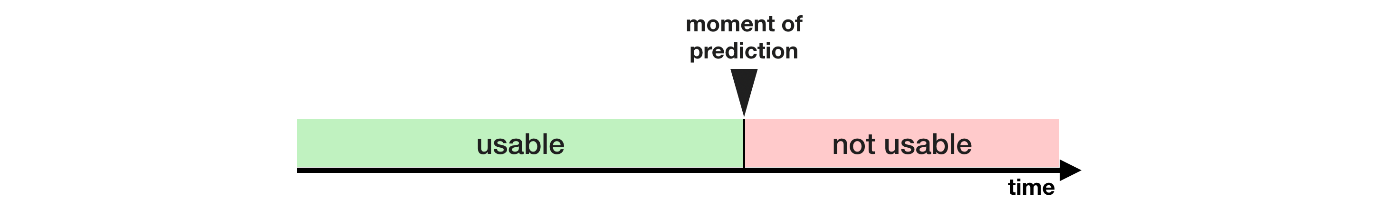 moment of
prediction
usable
not usable
time